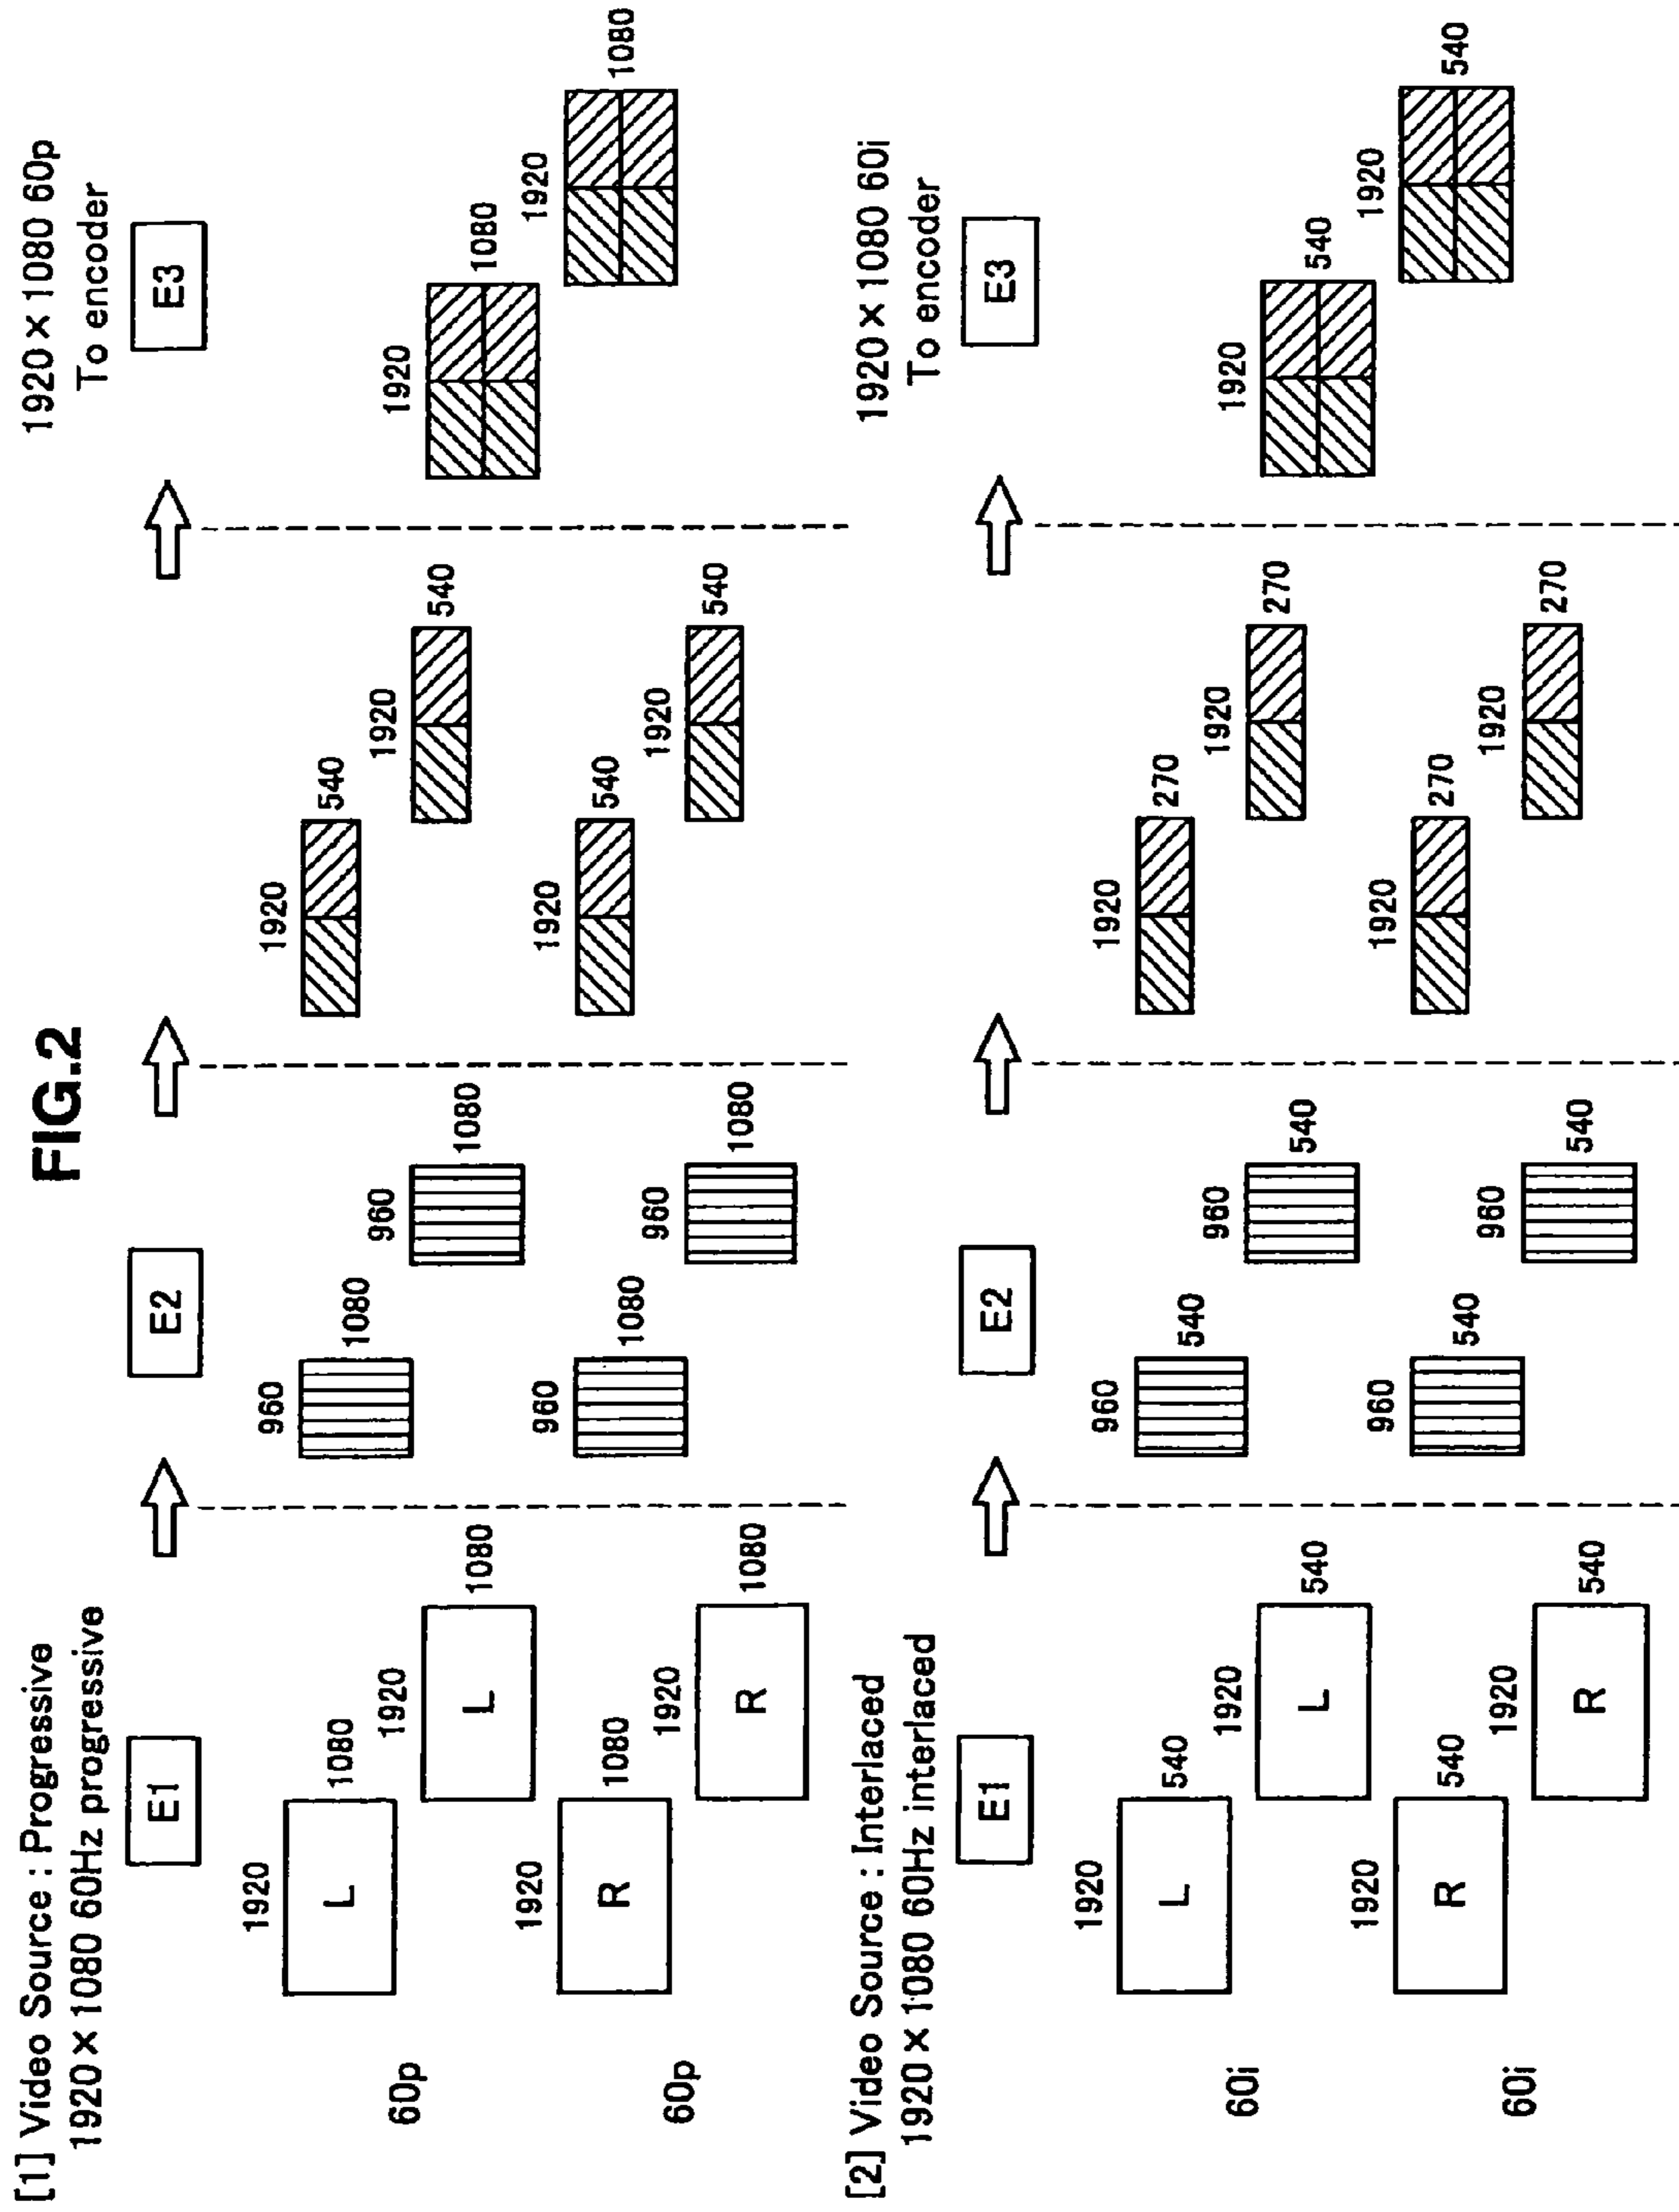 FIG.2
[1] Video Source : Progressive
1920×1080 60Hz progressive
1920×1080 60p
To encoder
E1
E2
E3
60p
1920
L
1080
1920
L
1080
960
1080
960
1080
1920
540
1920
540
1920
1080
1920
1080
60p
1920
R
1080
1920
R
1080
960
1080
960
1080
1920
540
1920
540
[2] Video Source : Interlaced
1920×1080 60Hz interlaced
1920×1080 60i
To encoder
E1
E2
E3
60i
1920
L
540
1920
L
540
960
540
960
540
1920
270
1920
270
1920
540
1920
540
60i
1920
R
540
1920
R
540
960
540
960
540
1920
270
1920
270